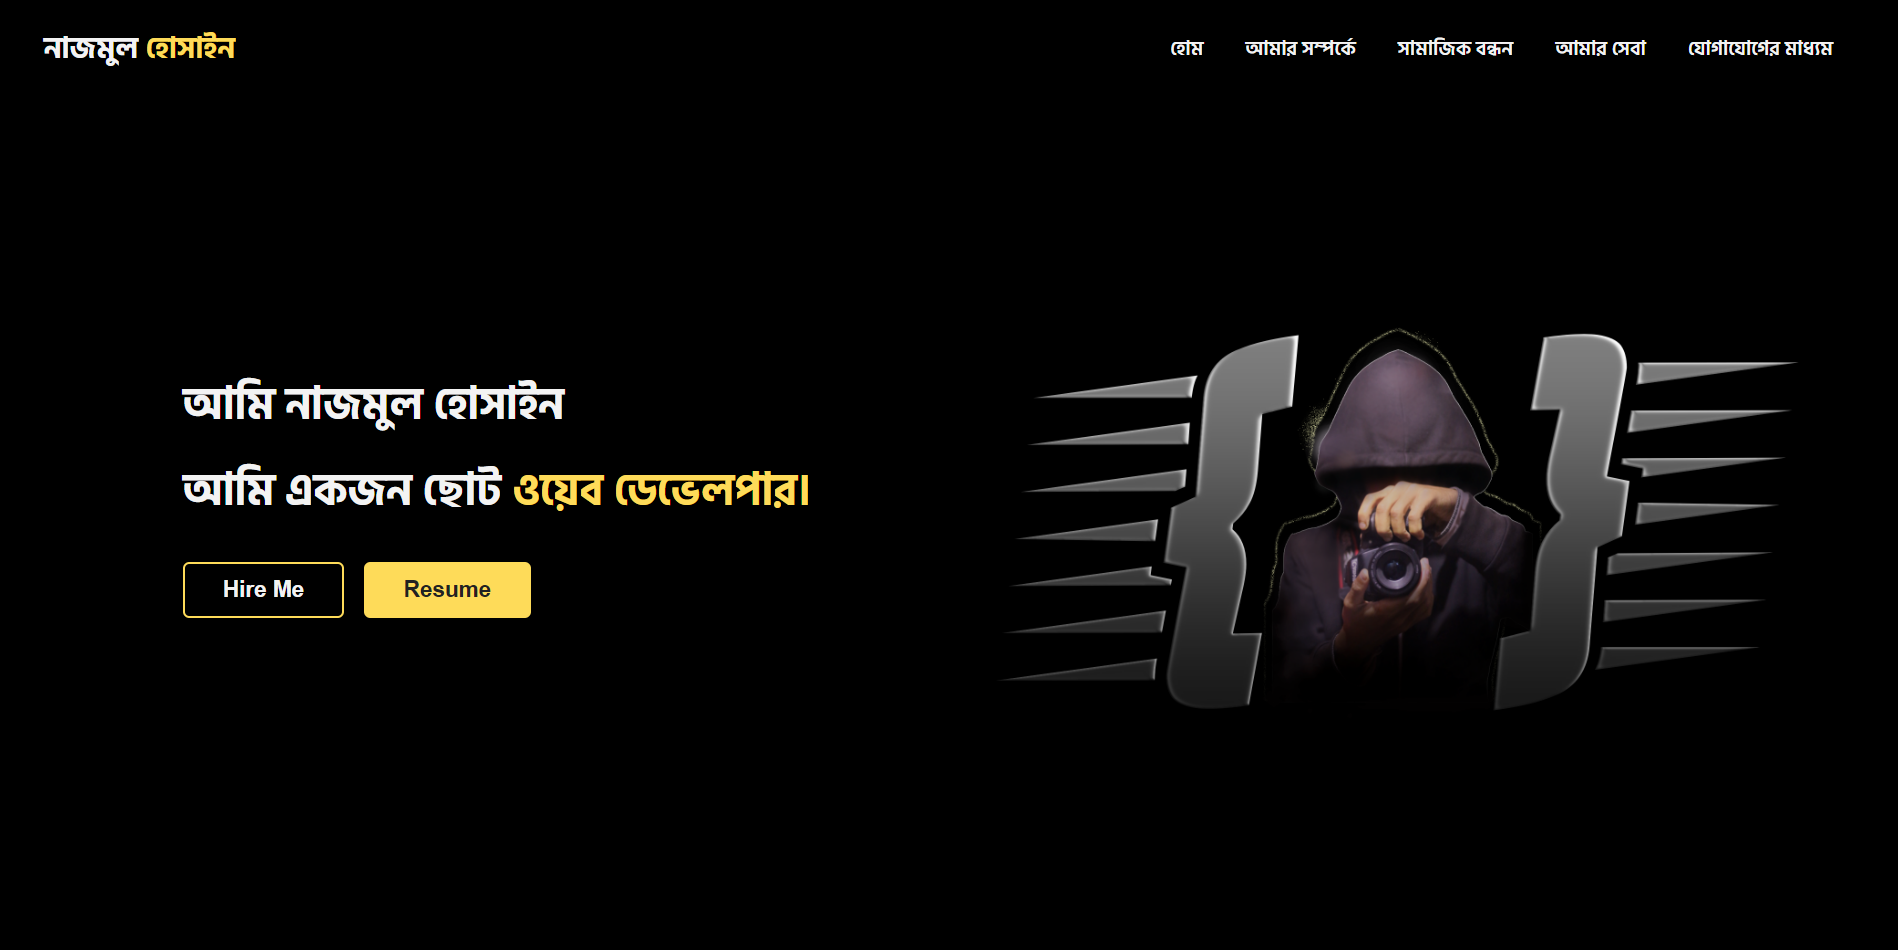 নাজমুল হোসাইন
হোম আমার সম্পর্কে সামাজিক বন্ধন আমার সেবা যোগাযোগের মাধ্যম
আমি নাজমুল হোসাইন
আমি একজন ছোট ওয়েব ডেভেলপার।
Hire Me Resume